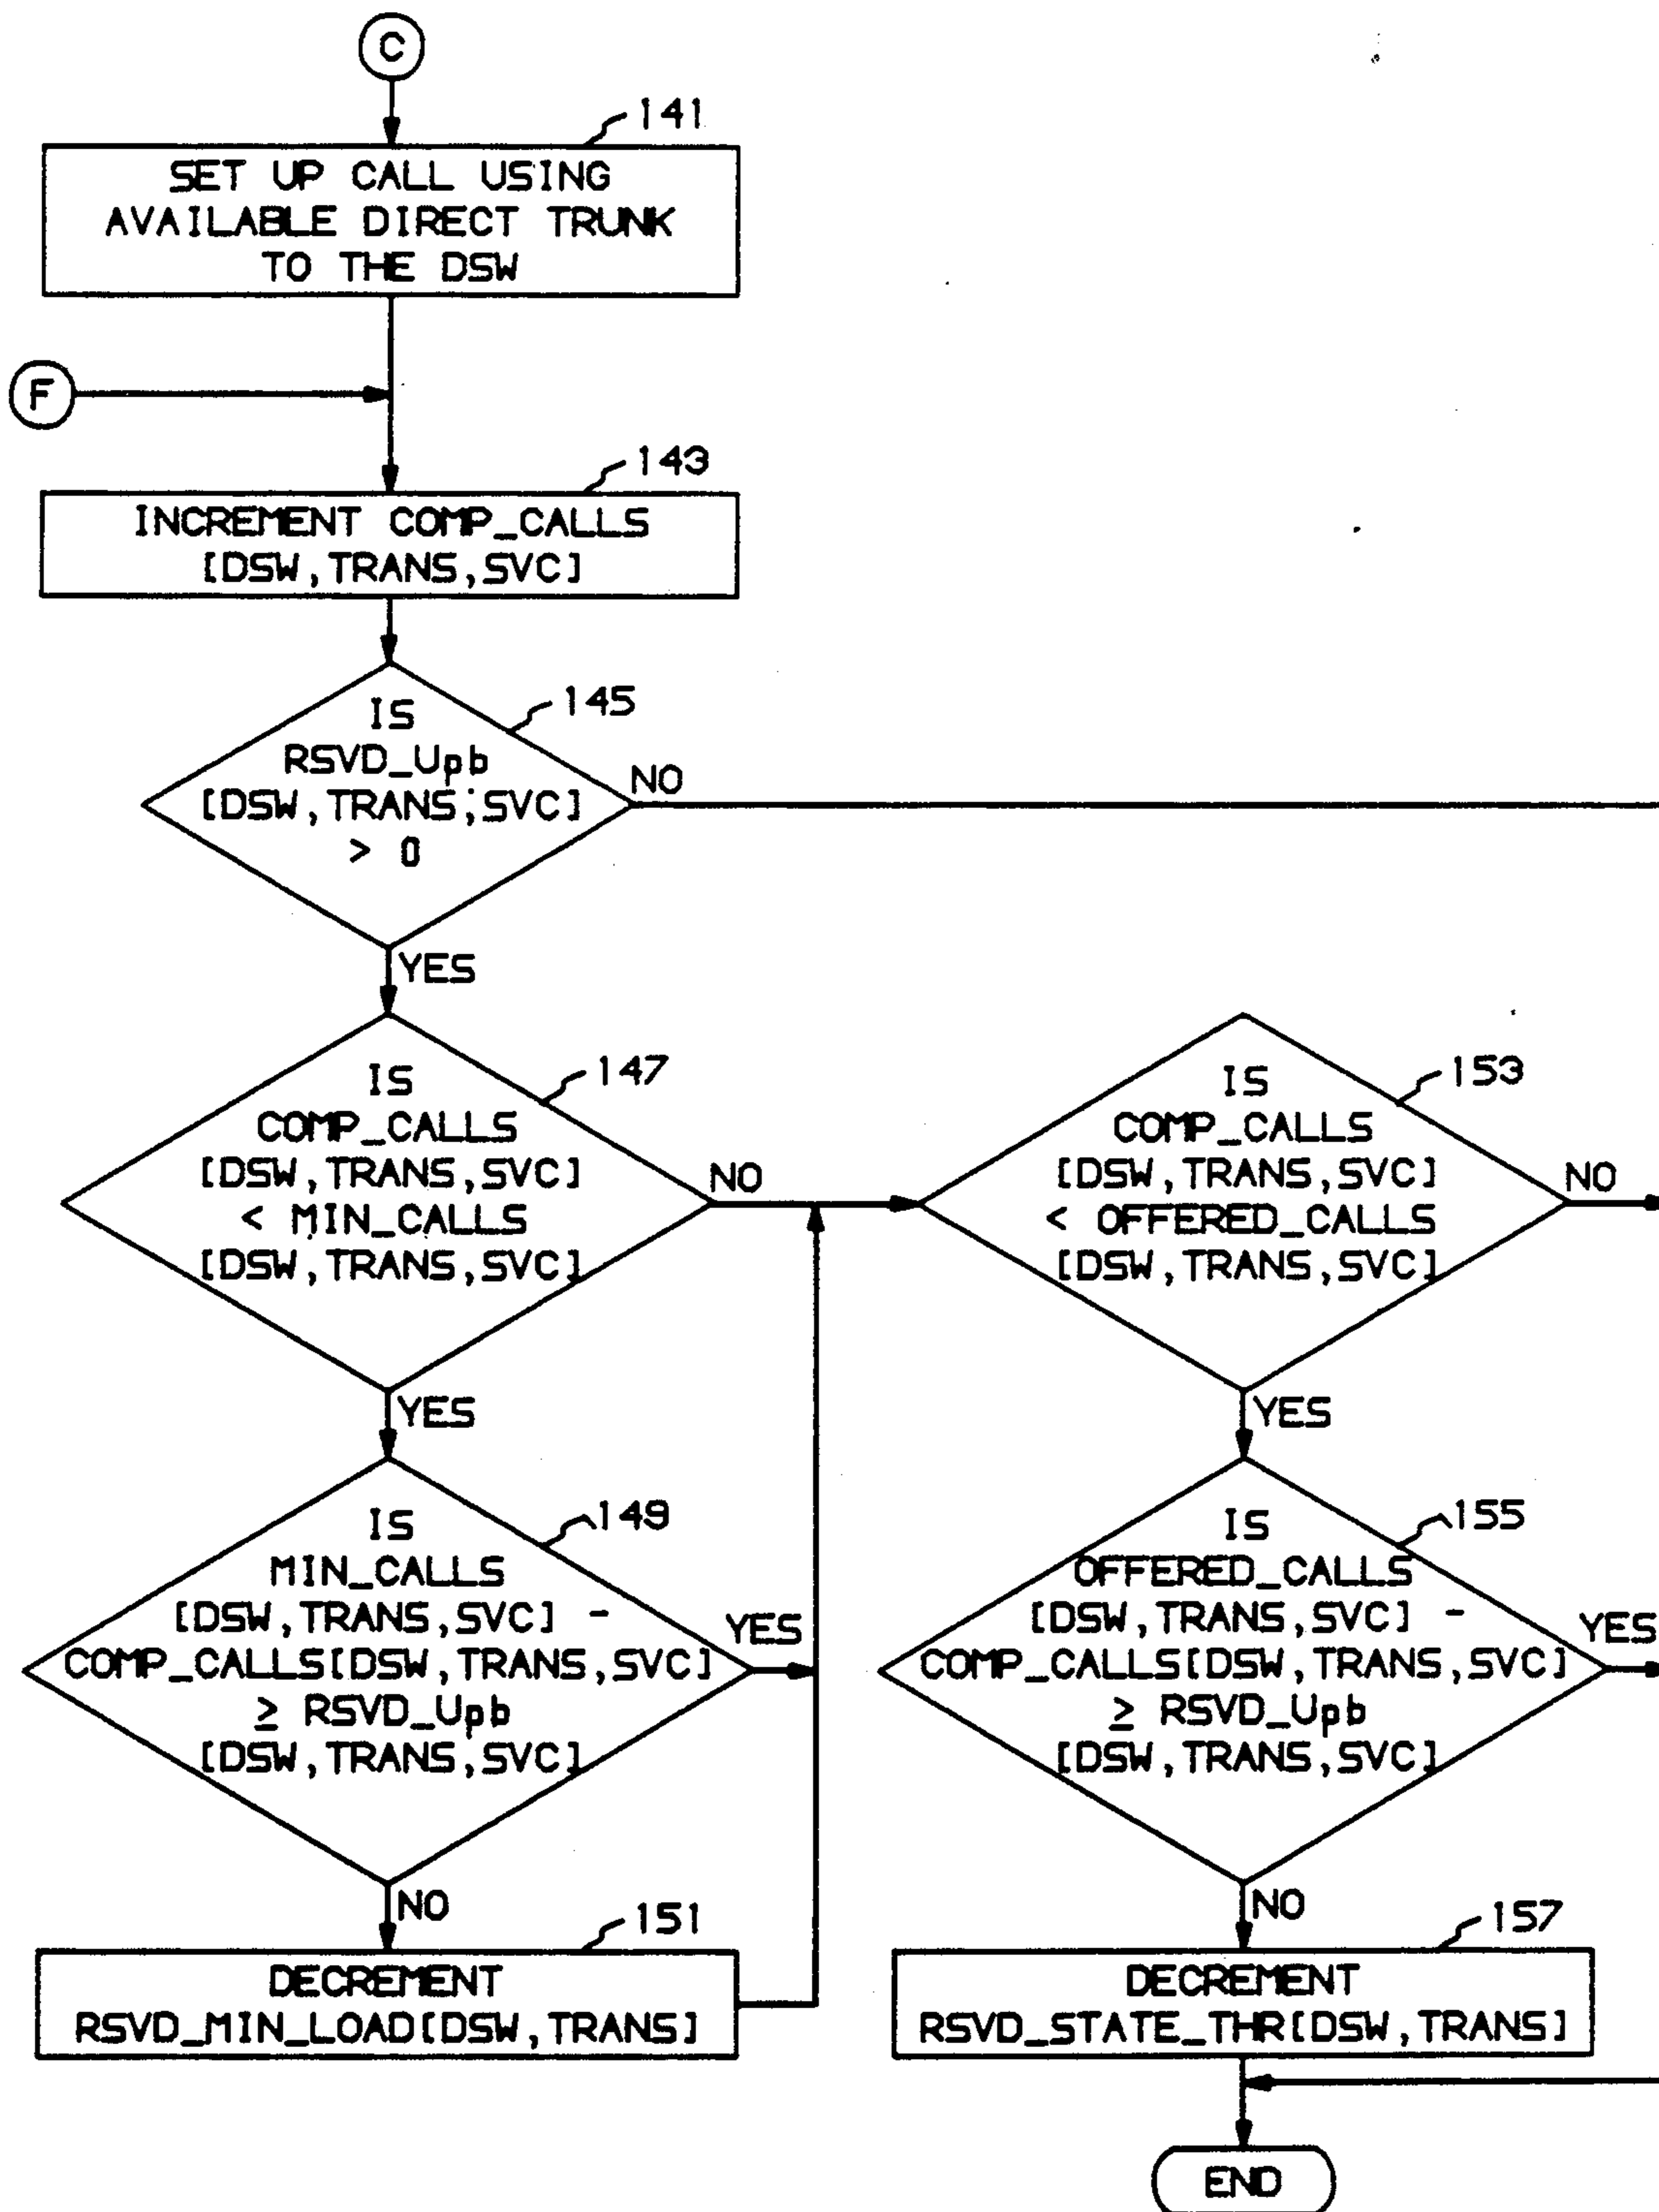 C
141
SET UP CALL USING
AVAILABLE DIRECT TRUNK
TO THE DSW
F
143
INCREMENT COMP_CALLS
[DSW,TRANS,SVC]
145
IS
RSVD_Upb
[DSW,TRANS,SVC]
> 0
NO
YES
147
IS
COMP_CALLS
[DSW,TRANS,SVC]
< MIN_CALLS
[DSW,TRANS,SVC]
NO
YES
149
IS
MIN_CALLS
[DSW,TRANS,SVC] -
COMP_CALLS[DSW,TRANS,SVC]
≥ RSVD_Upb
[DSW,TRANS,SVC]
YES
NO
151
DECREMENT
RSVD_MIN_LOAD[DSW,TRANS]
153
IS
COMP_CALLS
[DSW,TRANS,SVC]
< OFFERED_CALLS
[DSW,TRANS,SVC]
NO
YES
155
IS
OFFERED_CALLS
[DSW,TRANS,SVC] -
COMP_CALLS[DSW,TRANS,SVC]
≥ RSVD_Upb
[DSW,TRANS,SVC]
YES
NO
157
DECREMENT
RSVD_STATE_THR[DSW,TRANS]
END